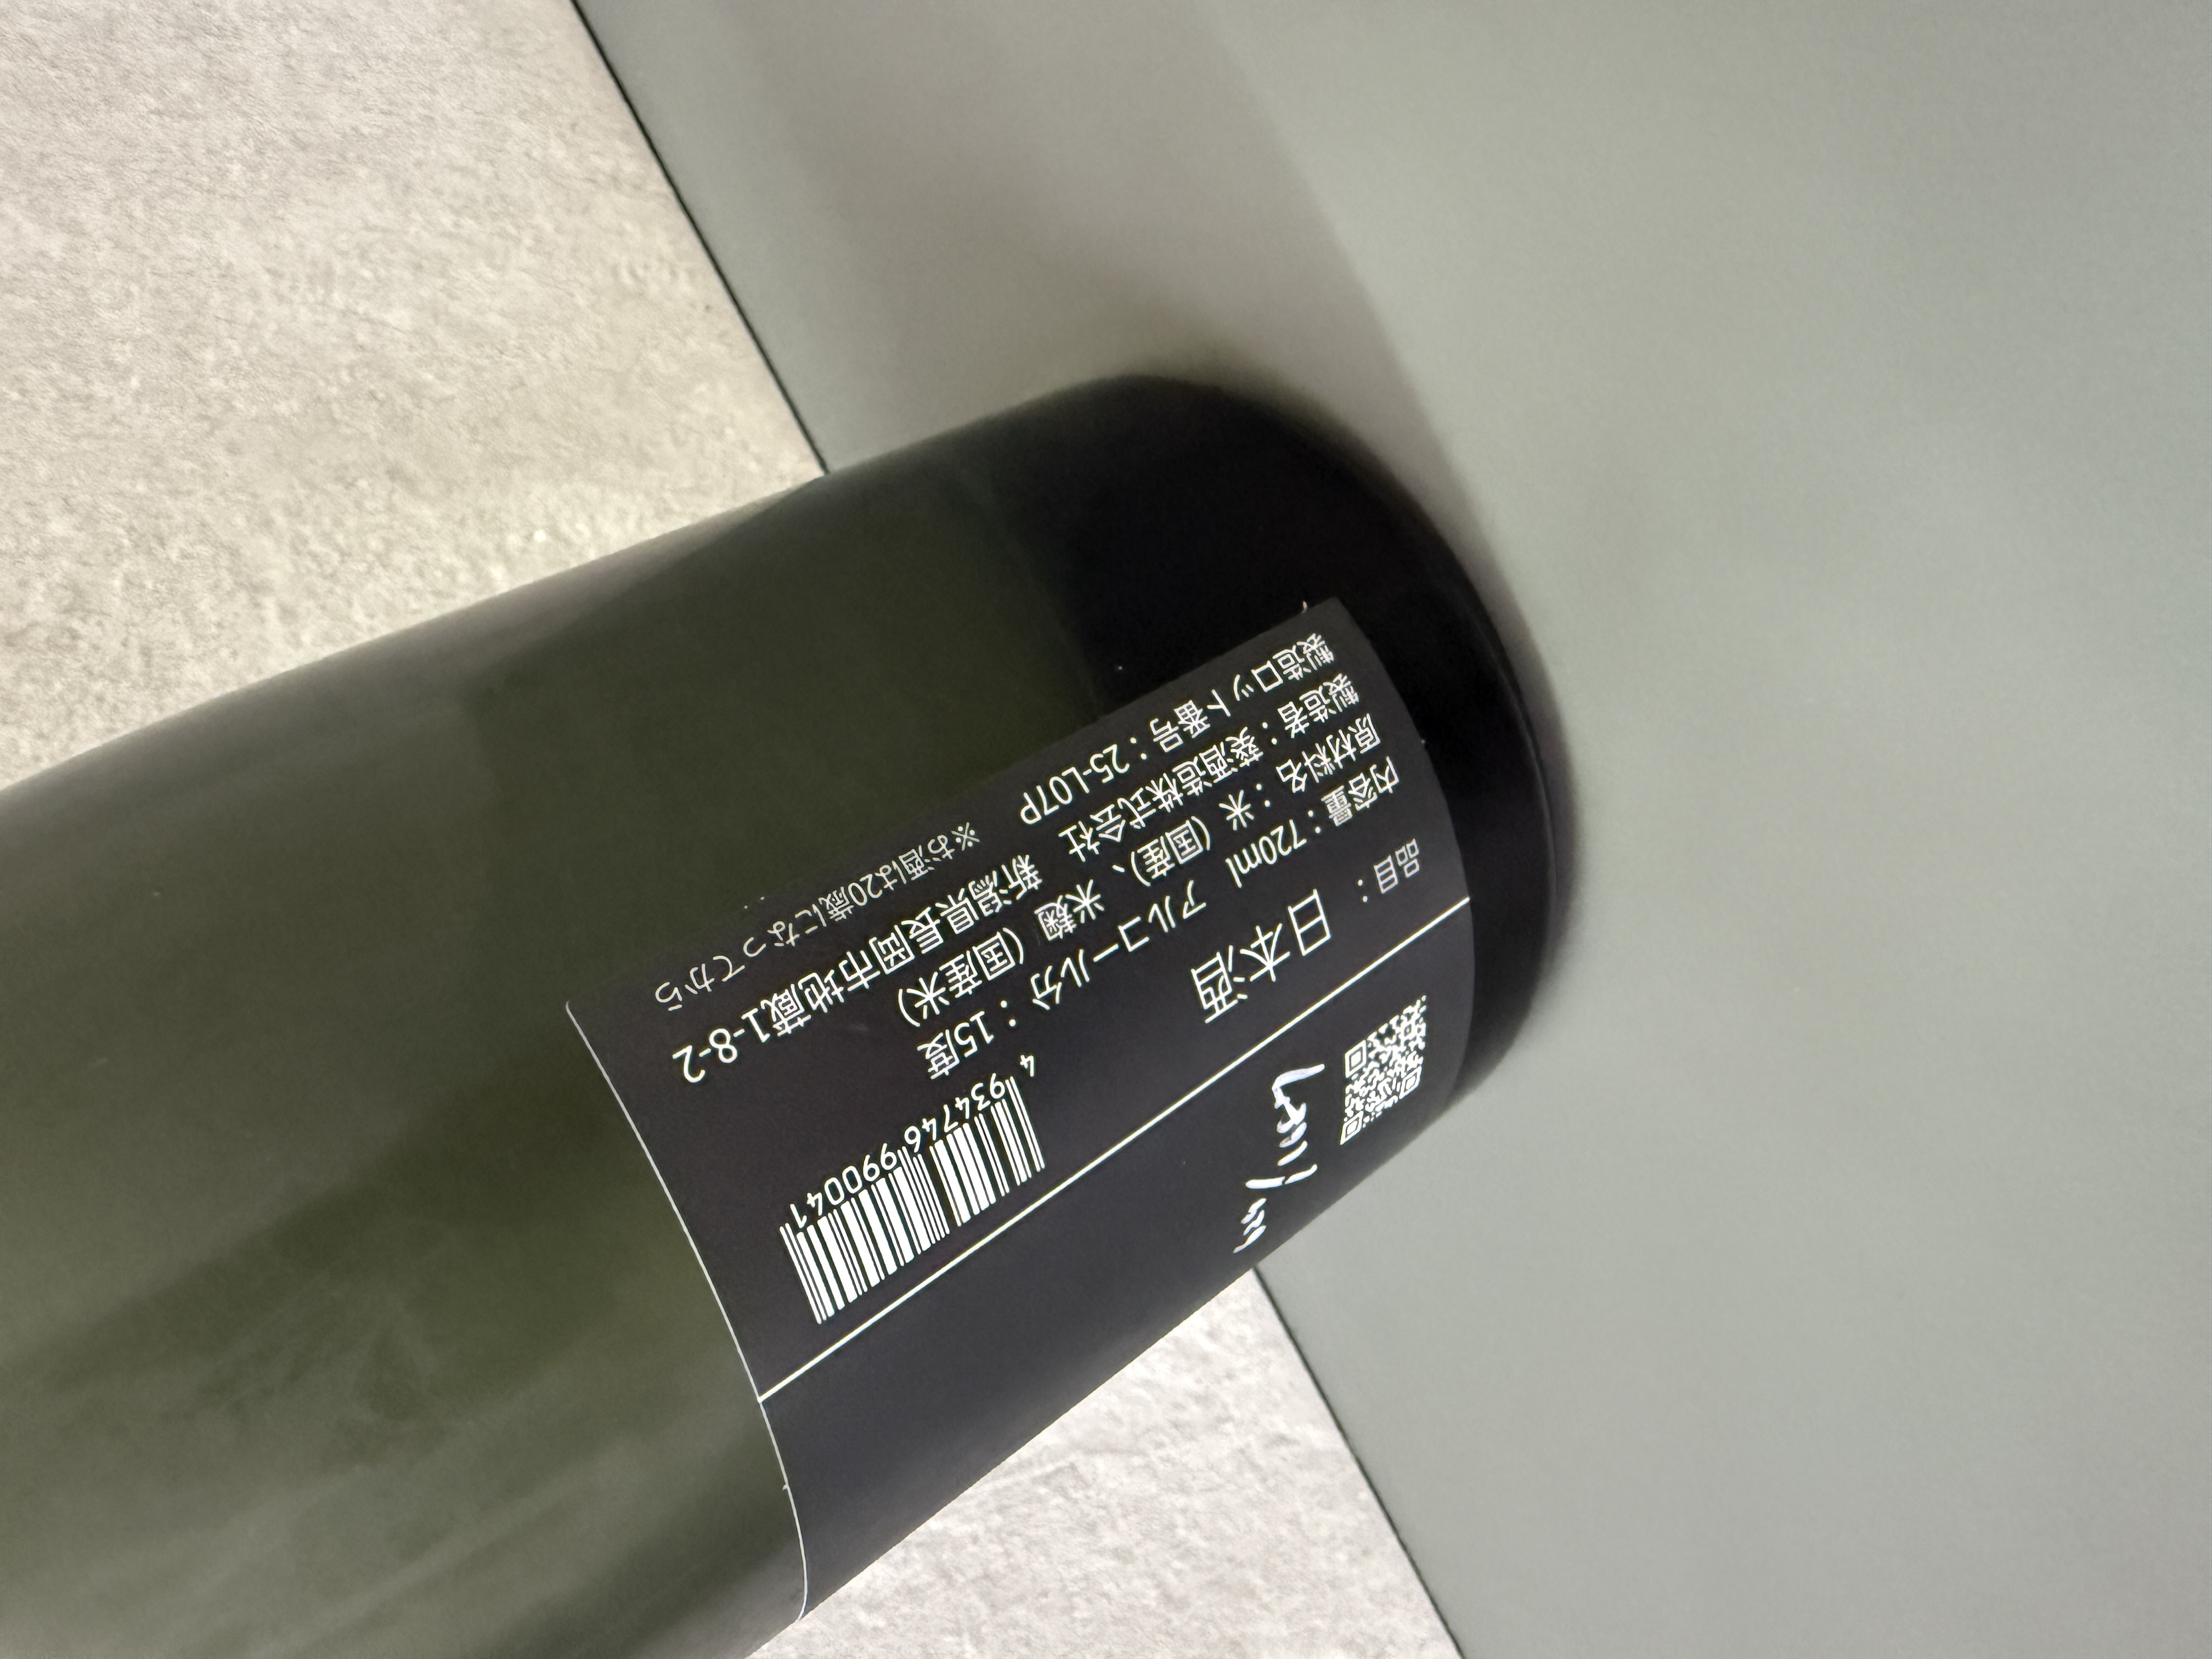 品目：日本酒
内容量：720ml アルコール分：15度
原材料名：米（国産）、米麹（国産米）
製造者：葵酒造株式会社 新潟県長岡市地蔵1-8-2
製造ロット番号：25-L07P
※お酒は20歳になってから
4 934746 990041